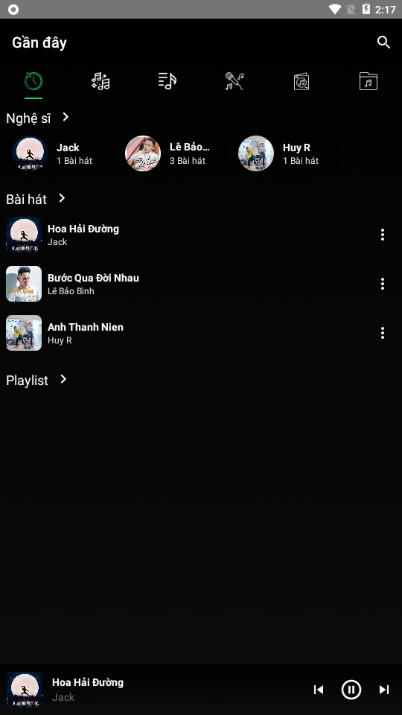 2:17
Gần đây
Nghệ sĩ
Jack
1 Bài hát
Lê Bảo...
3 Bài hát
Huy R
1 Bài hát
Bài hát
Hoa Hải Đường
Jack
Bước Qua Đời Nhau
Lê Bảo Bình
Anh Thanh Nien
Huy R
Playlist
Hoa Hải Đường
Jack